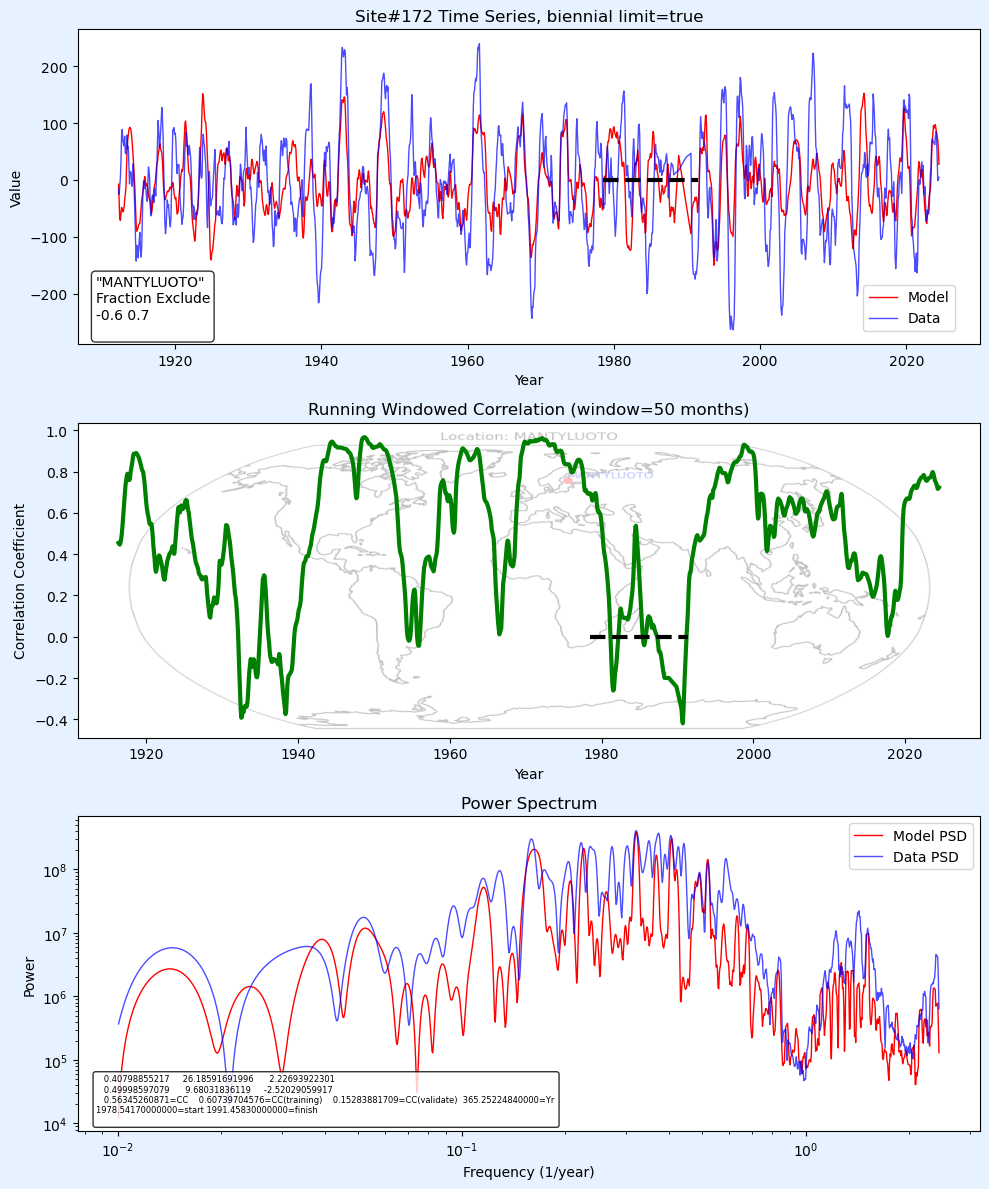 Site#172 Time Series, biennial limit=true
200
100
0
−100
−200
Value
"MANTYLUOTO"
Fraction Exclude
-0.6 0.7
Model
Data
1920 1940 1960 1980 2000 2020
Year
Running Windowed Correlation (window=50 months)
Location: MANTYLUOTO
MANTYLUOTO
1.0
0.8
0.6
0.4
0.2
0.0
−0.2
−0.4
Correlation Coefficient
1920 1940 1960 1980 2000 2020
Year
Power Spectrum
Model PSD
Data PSD
10⁸
10⁷
10⁶
10⁵
10⁴
Power
0.40798855217 26.18591691996 2.22693922301
0.49998597079 9.68031836119 -2.52029059917
0.56345260871=CC 0.60739704576=CC(training) 0.15283881709=CC(validate) 365.25224840000=Yr
1978.54170000000=start 1991.45830000000=finish
10⁻² 10⁻¹ 10⁰
Frequency (1/year)